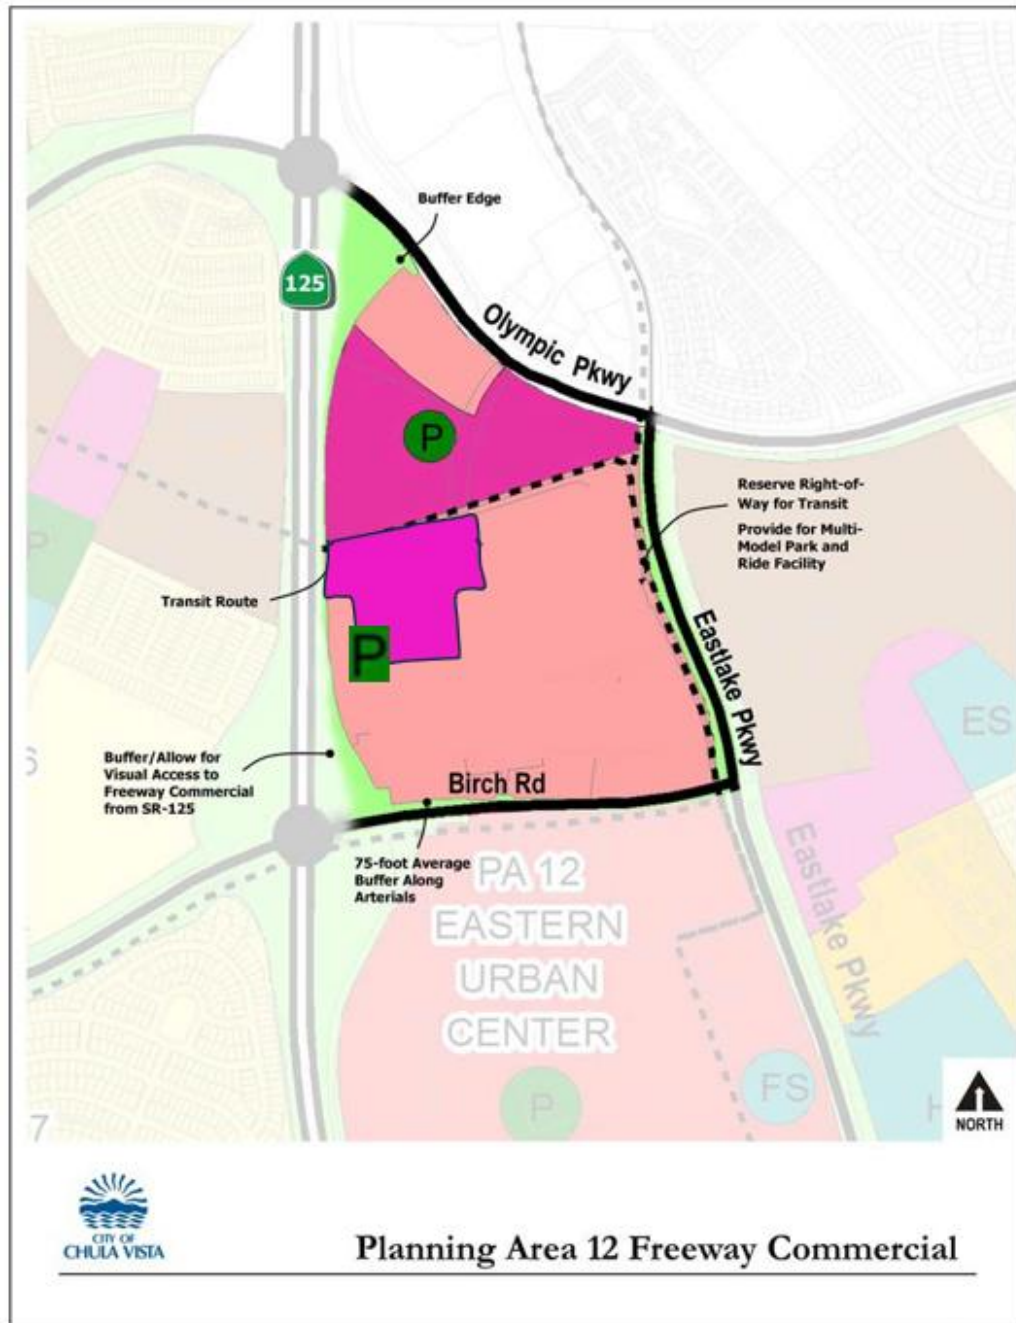 Buffer Edge
125
Olympic Pkwy
P
Reserve Right-of-
Way for Transit
Provide for Multi-
Model Park and
Ride Facility
P
Transit Route
P
Eastlake Pkwy
ES
6
Buffer/Allow for
Visual Access to
Freeway Commercial
from SR-125
Birch Rd
75-foot Average
Buffer Along
Arterials
PA 12
EASTERN
URBAN
CENTER
Eastlake Pkwy
P
FS
H
7
NORTH
CITY OF
CHULA VISTA
Planning Area 12 Freeway Commercial